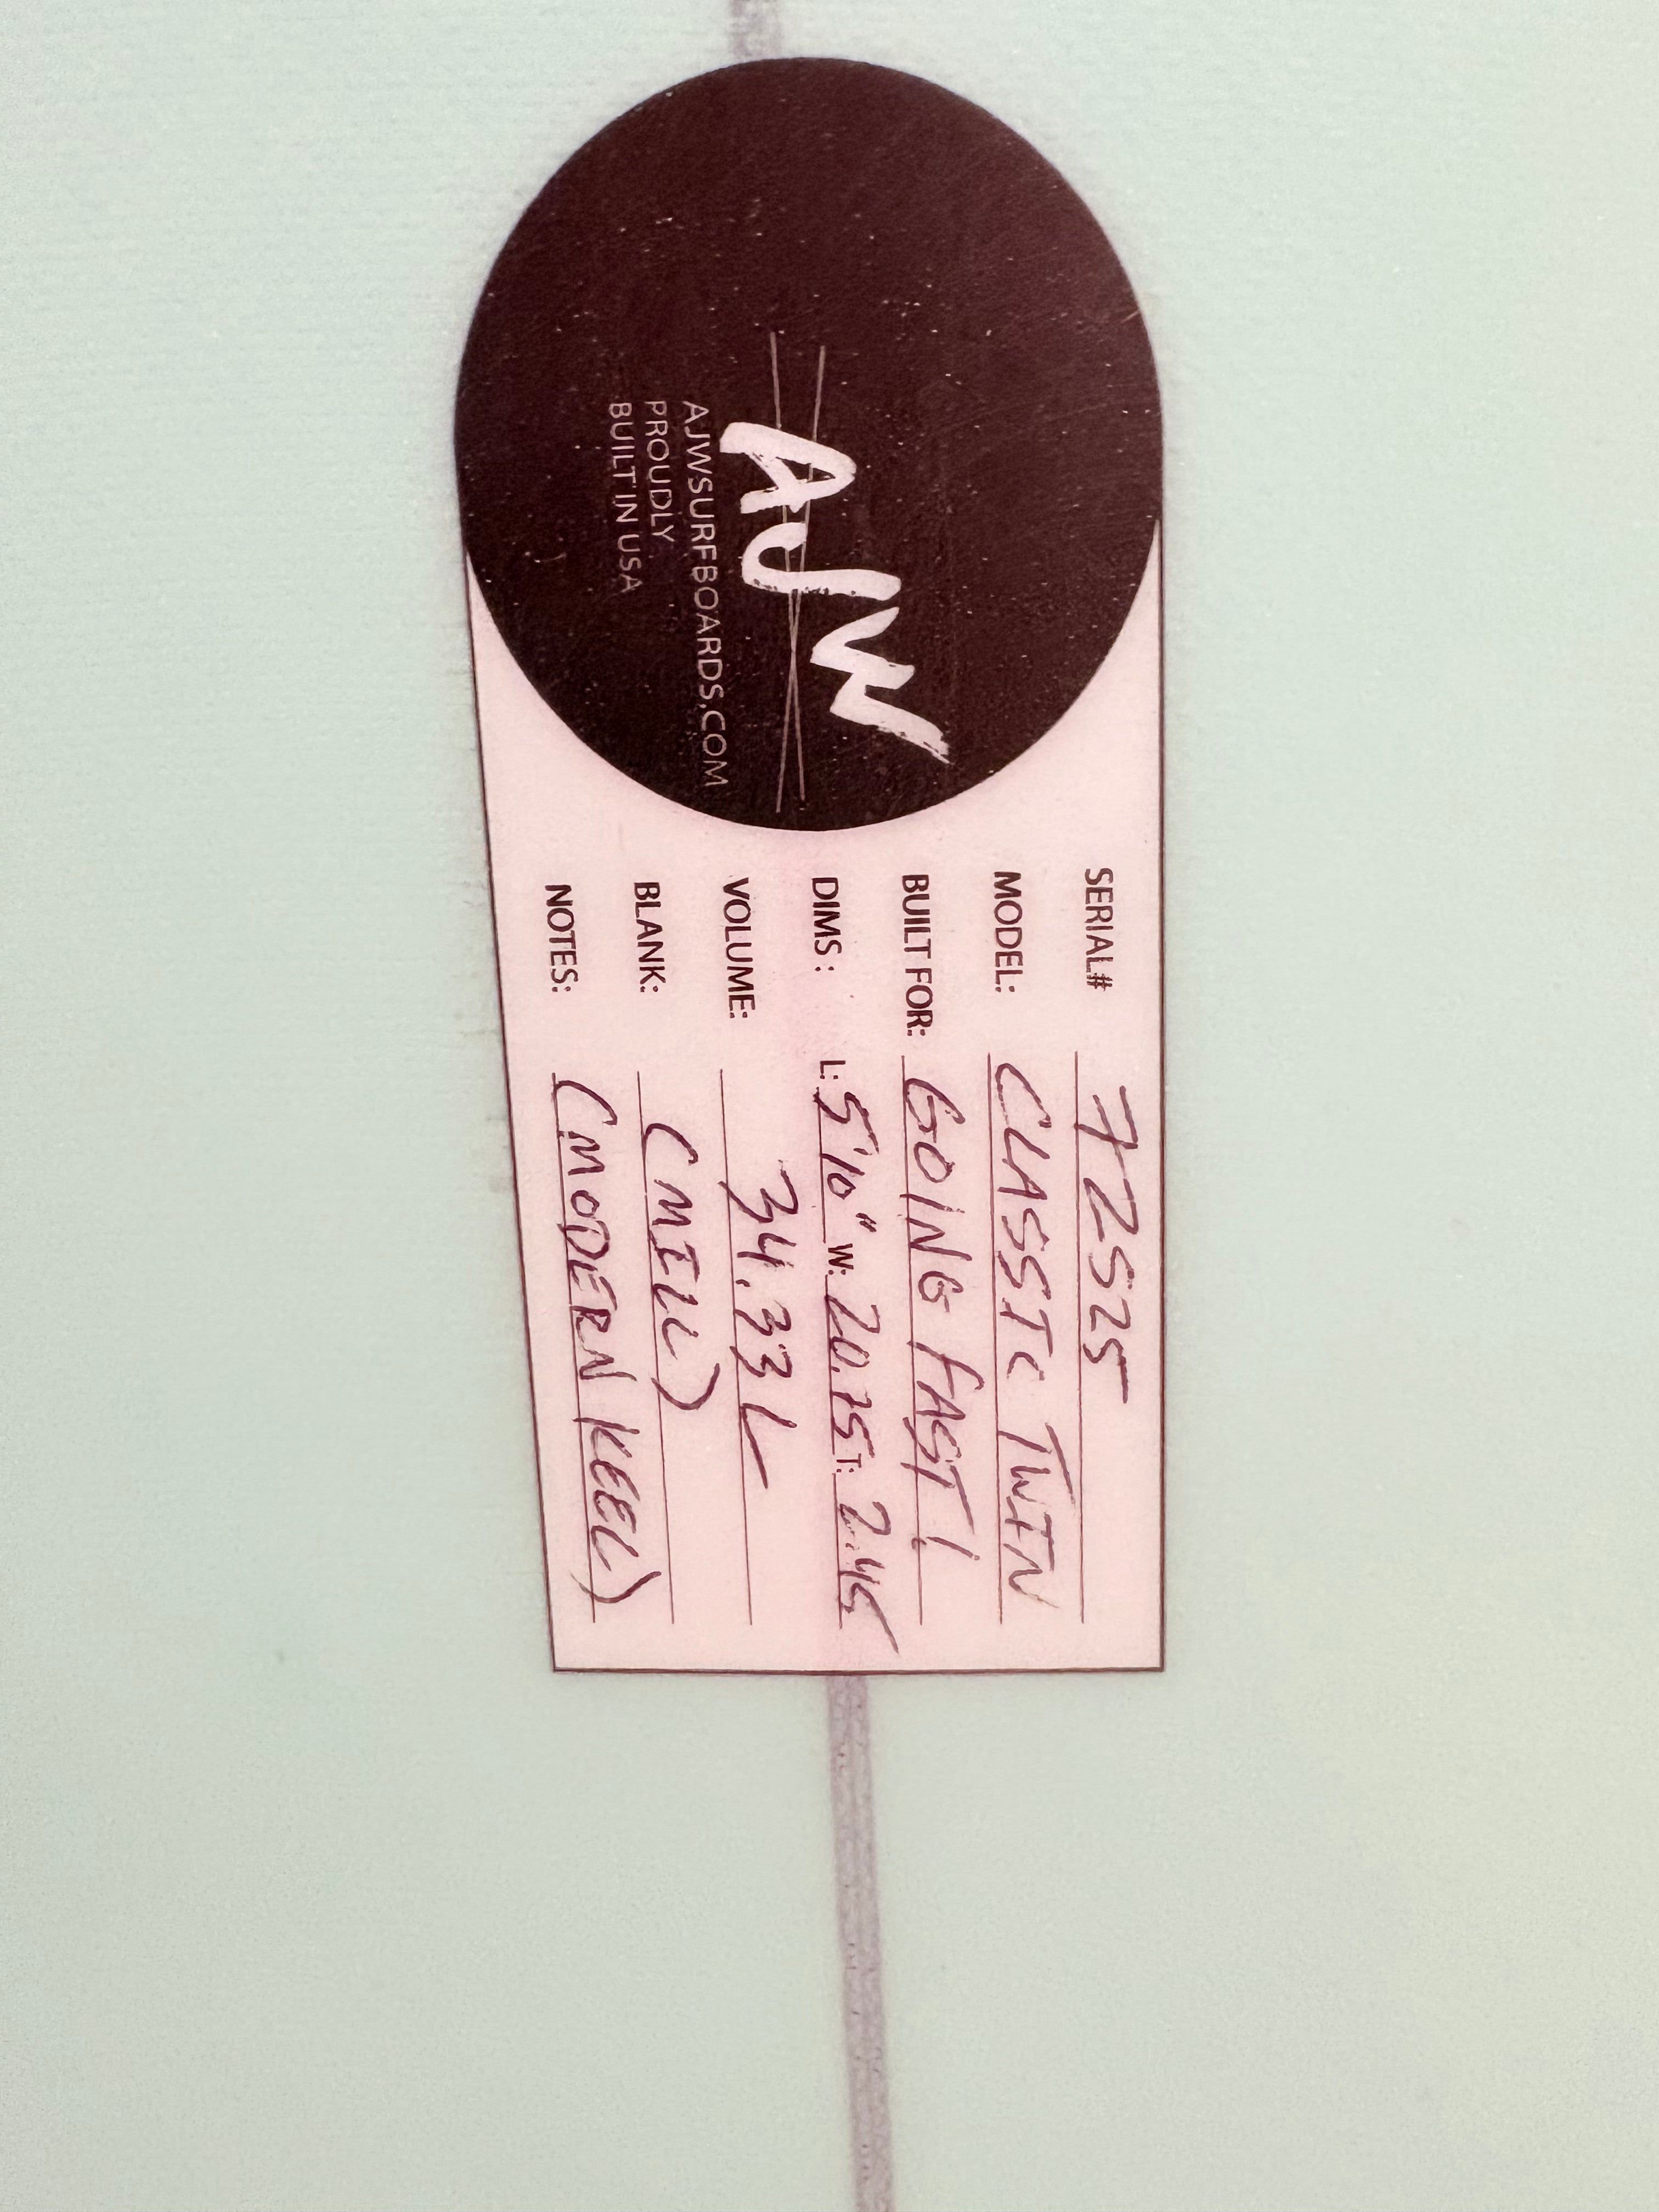 AJW
AJWSURFBOARDS.COM
PROUDLY
BUILT IN USA
SERIAL# 72525
MODEL: CLASSIC TWIN
BUILT FOR: GOING FAST!
DIMS: L: 5'10" W: 20.75 T: 2.45
VOLUME: 34.33 L
BLANK: (MILL)
NOTES: (MODERN KEEL)